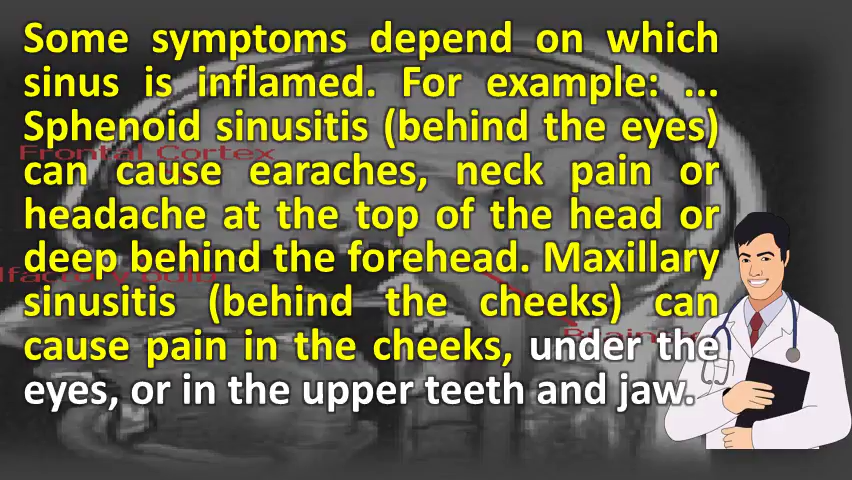 Some symptoms depend on which
sinus is inflamed. For example: ...
Sphenoid sinusitis (behind the eyes)
Frontal Cortex
can cause earaches, neck pain or
headache at the top of the head or
deep behind the forehead. Maxillary
sinusitis (behind the cheeks) can
cause pain in the cheeks, under the
eyes, or in the upper teeth and jaw.